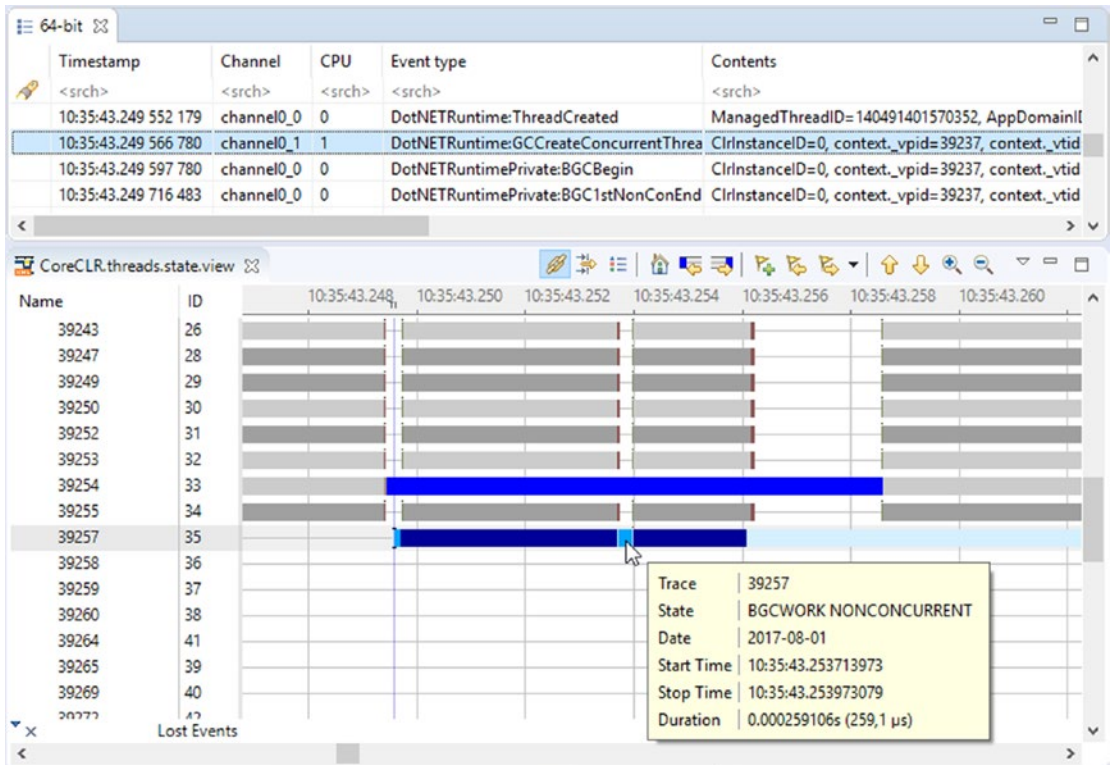 64-bit
Timestamp Channel CPU Event type Contents
<srch> <srch> <srch> <srch> <srch>
10:35:43.249 552 179 channel0_0 0 DotNETRuntime:ThreadCreated ManagedThreadID=140491401570352, AppDomainI
10:35:43.249 566 780 channel0_1 1 DotNETRuntime:GCCreateConcurrentThrea ClrInstanceID=0, context._vpid=39237, context._vtid
10:35:43.249 597 780 channel0_0 0 DotNETRuntimePrivate:BGCBegin ClrInstanceID=0, context._vpid=39237, context._vtid
10:35:43.249 716 483 channel0_0 0 DotNETRuntimePrivate:BGC1stNonConEnd ClrInstanceID=0, context._vpid=39237, context._vtid
CoreCLR.threads.state.view
Name ID 10:35:43.248 10:35:43.250 10:35:43.252 10:35:43.254 10:35:43.256 10:35:43.258 10:35:43.260
T1
39243 26
39247 28
39249 29
39250 30
39252 31
39253 32
39254 33
39255 34
39257 35
39258 36
39259 37
39260 38
39264 41
39265 39
39269 40
39272 42
Lost Events
Trace 39257
State BGCWORK NONCONCURRENT
Date 2017-08-01
Start Time 10:35:43.253713973
Stop Time 10:35:43.253973079
Duration 0.000259106s (259,1 µs)